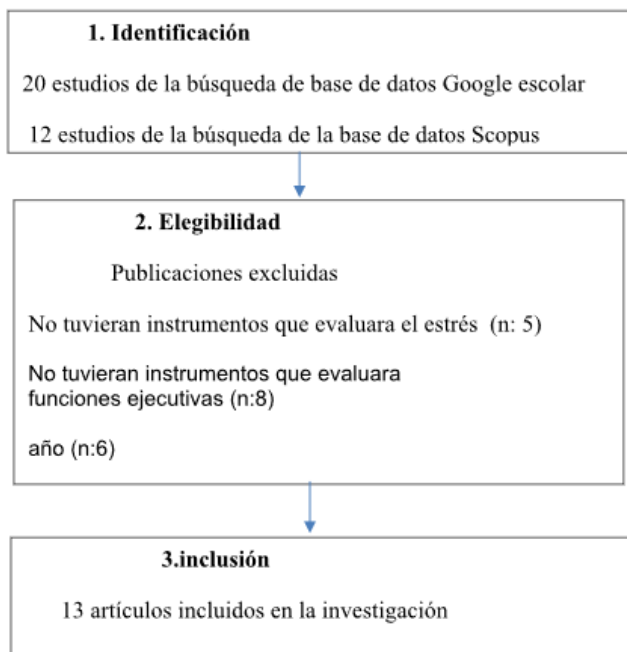 1. Identificación
20 estudios de la búsqueda de base de datos Google escolar
12 estudios de la búsqueda de la base de datos Scopus
2. Elegibilidad
Publicaciones excluidas
No tuvieran instrumentos que evaluara el estrés (n: 5)
No tuvieran instrumentos que evaluara
funciones ejecutivas (n:8)
año (n:6)
3.inclusión
13 artículos incluidos en la investigación